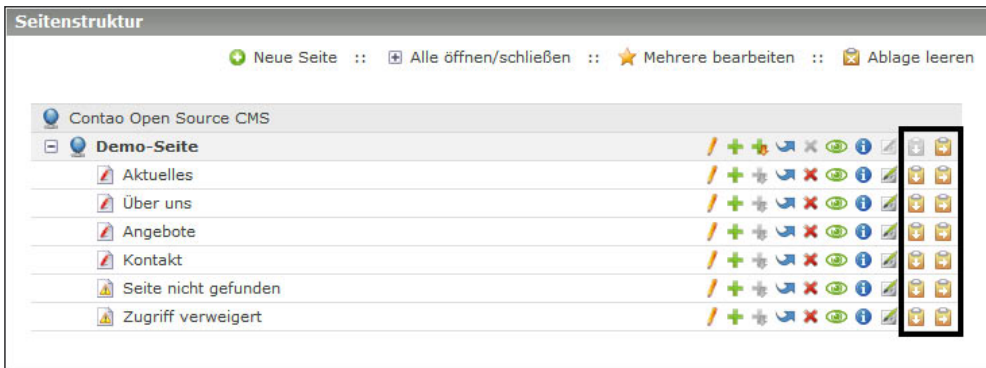 Seitenstruktur
Neue Seite :: Alle öffnen/schließen :: Mehrere bearbeiten :: Ablage leeren
Contao Open Source CMS
Demo-Seite
Aktuelles
Über uns
Angebote
Kontakt
Seite nicht gefunden
Zugriff verweigert